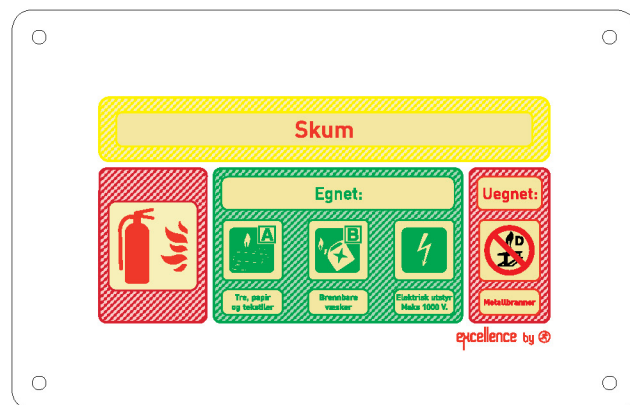 Skum
Egnet:
Uegnet:
A
B
D
Tre, papir
og tekstiler
Brennbare
væsker
Elektrisk utstyr
Maks 1000 V.
Metallbranner
excellence by